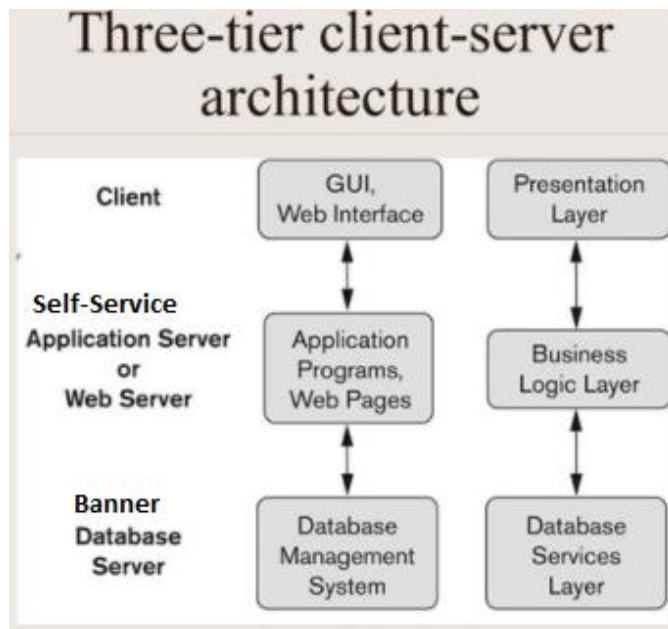 Three-tier client-server
architecture
Client
GUI,
Web Interface
Presentation
Layer
Self-Service
Application Server
or
Web Server
Application
Programs,
Web Pages
Business
Logic Layer
Banner
Database
Server
Database
Management
System
Database
Services
Layer